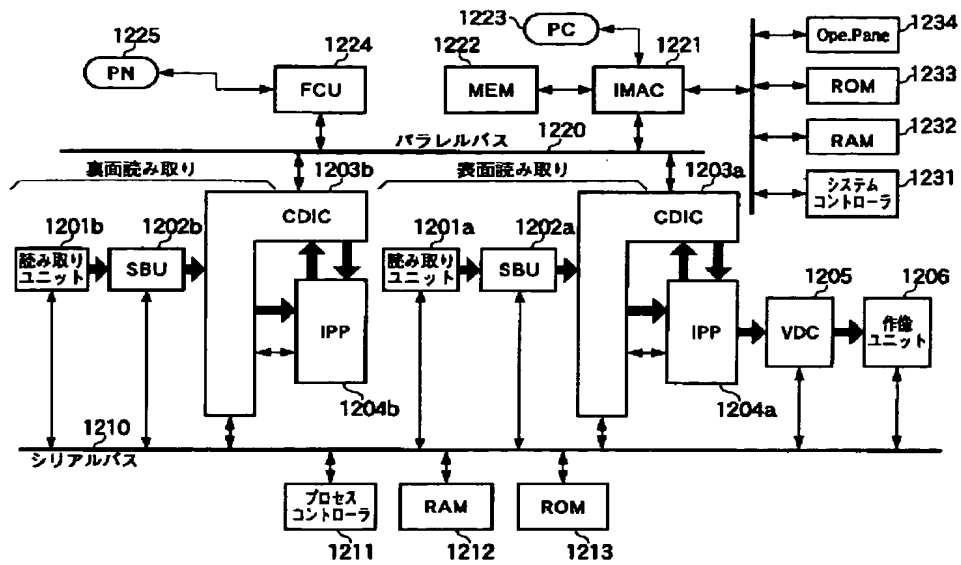 1225
PN
1224
FCU
1223
PC
1222
MEM
1221
IMAC
1234
Ope.Pane
1233
ROM
1232
RAM
1231
システム
コントローラ
パラレルバス
1220
裏面読み取り
1203b
CDIC
1201b
読み取り
ユニット
1202b
SBU
IPP
1204b
表面読み取り
1203a
CDIC
1201a
読み取り
ユニット
1202a
SBU
IPP
1204a
1205
VDC
1206
作像
ユニット
1210
シリアルバス
プロセス
コントローラ
1211
RAM
1212
ROM
1213